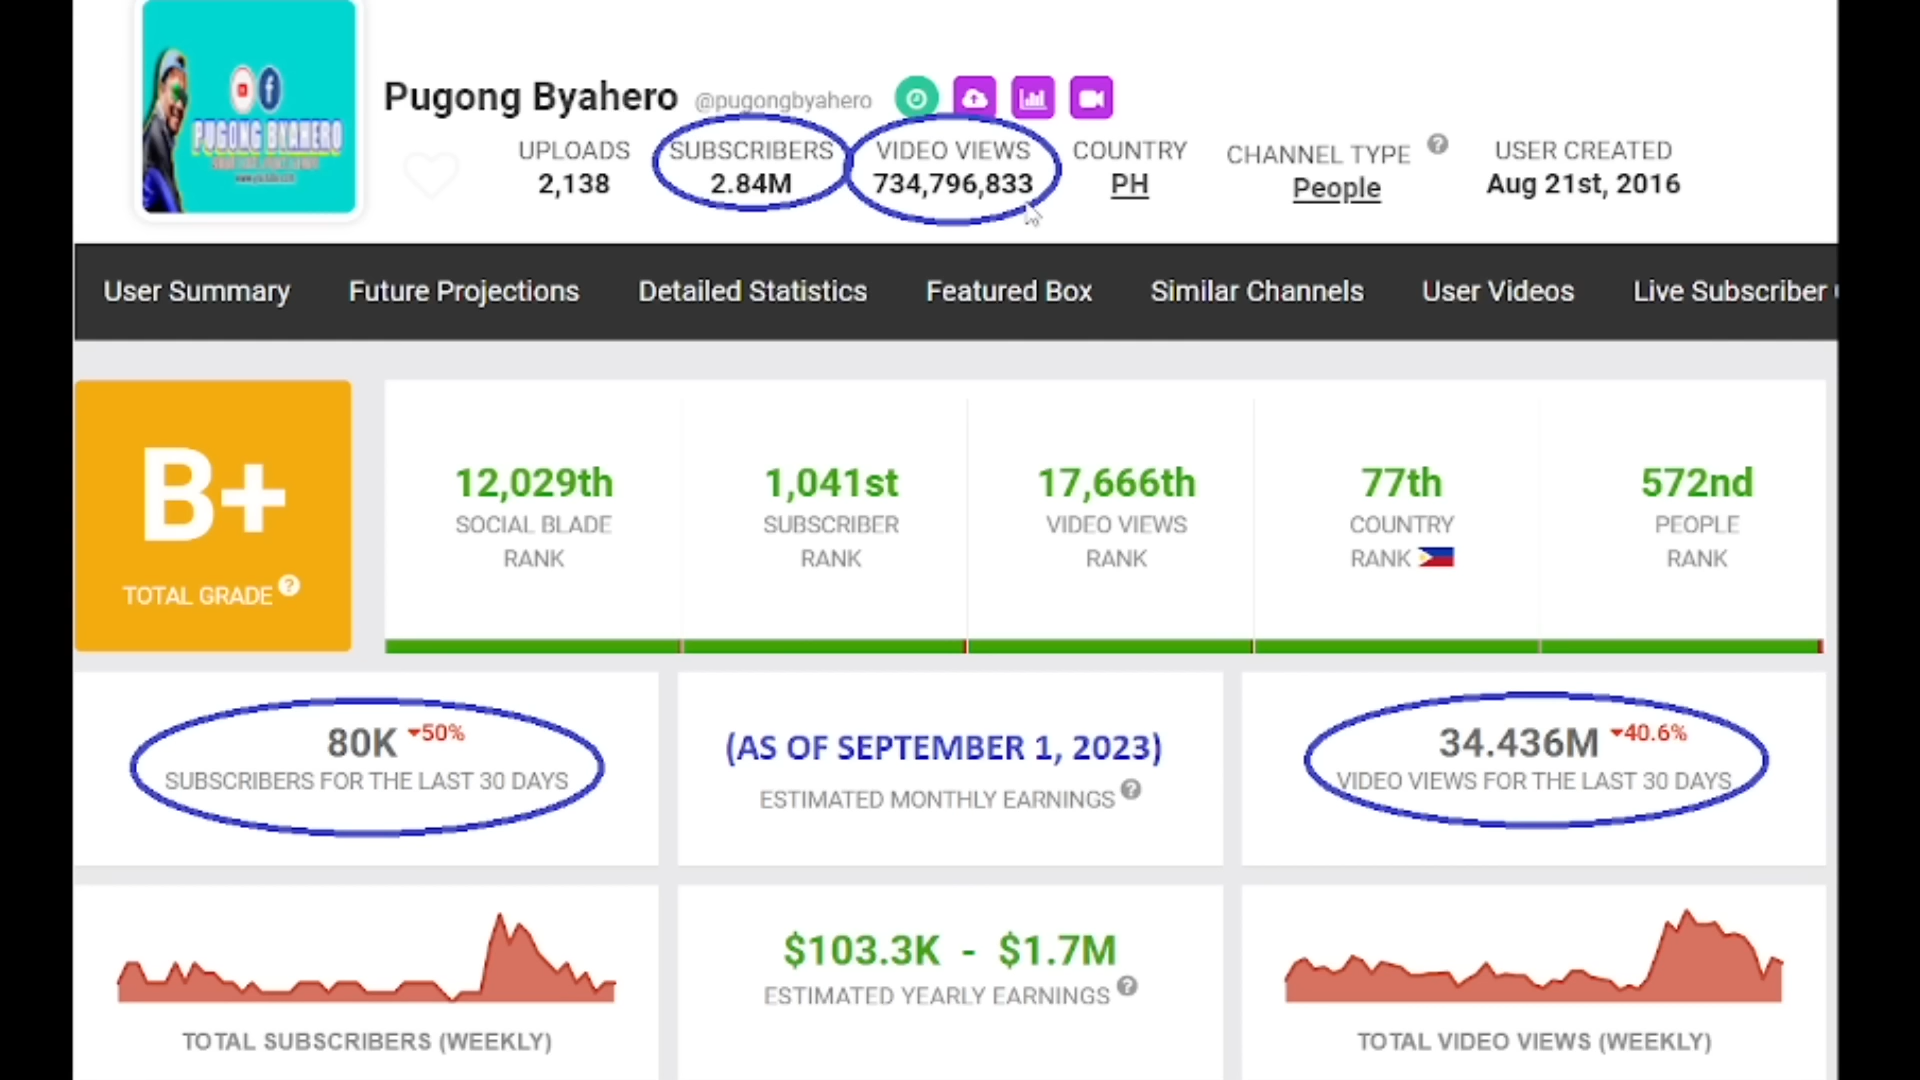 PUGONG BYAHERO
Pugong Byahero @pugongbyahero
UPLOADS
2,138
SUBSCRIBERS
2.84M
VIDEO VIEWS
734,796,833
COUNTRY
PH
CHANNEL TYPE ?
People
USER CREATED
Aug 21st, 2016
User Summary Future Projections Detailed Statistics Featured Box Similar Channels User Videos Live Subscriber
B+
TOTAL GRADE ?
12,029th
SOCIAL BLADE
RANK
1,041st
SUBSCRIBER
RANK
17,666th
VIDEO VIEWS
RANK
77th
COUNTRY
RANK
572nd
PEOPLE
RANK
80K 50%
SUBSCRIBERS FOR THE LAST 30 DAYS
(AS OF SEPTEMBER 1, 2023)
ESTIMATED MONTHLY EARNINGS ?
34.436M 40.6%
VIDEO VIEWS FOR THE LAST 30 DAYS
TOTAL SUBSCRIBERS (WEEKLY)
$103.3K - $1.7M
ESTIMATED YEARLY EARNINGS ?
TOTAL VIDEO VIEWS (WEEKLY)